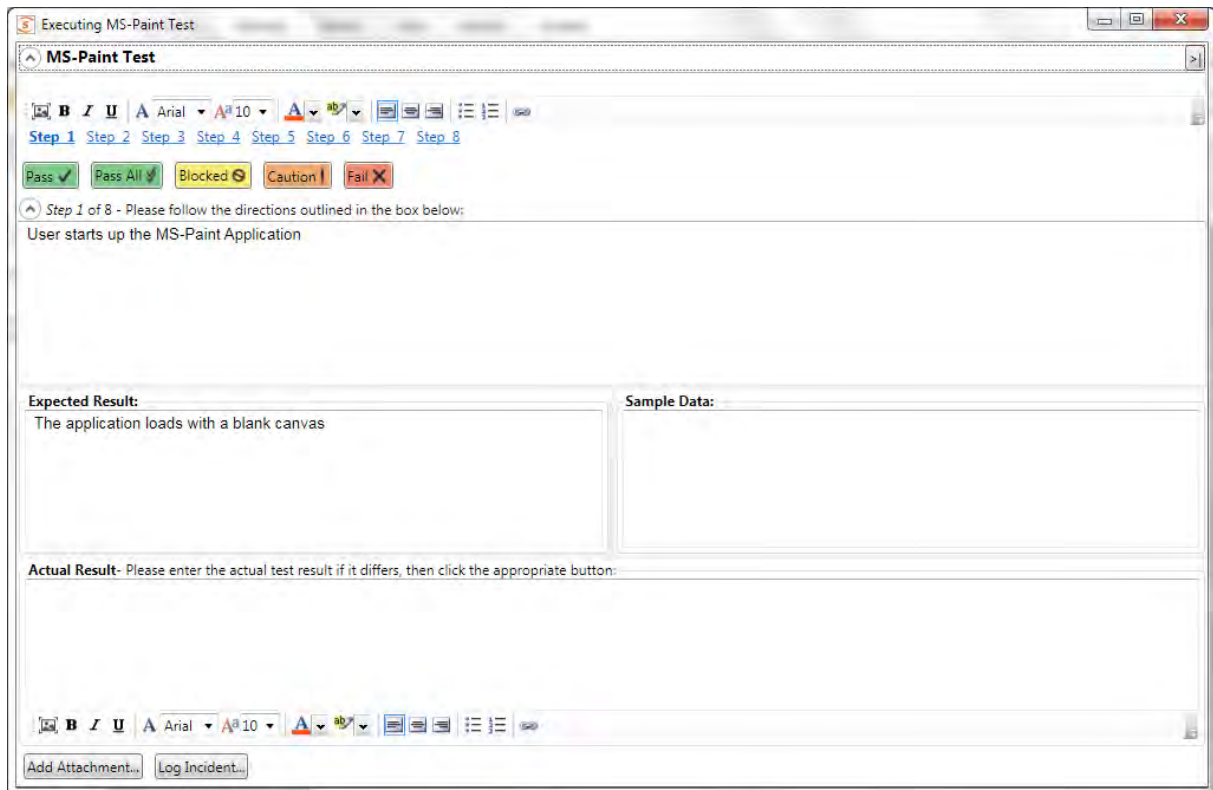 Executing MS-Paint Test
MS-Paint Test
B I U A Arial Aa 10 A ab
Step 1 Step 2 Step 3 Step 4 Step 5 Step 6 Step 7 Step 8
Pass Pass All Blocked Caution ! Fail
Step 1 of 8 - Please follow the directions outlined in the box below:
User starts up the MS-Paint Application
Expected Result: Sample Data:
The application loads with a blank canvas
Actual Result- Please enter the actual test result if it differs, then click the appropriate button:
B I U A Arial Aa 10 A ab
Add Attachment... Log Incident...